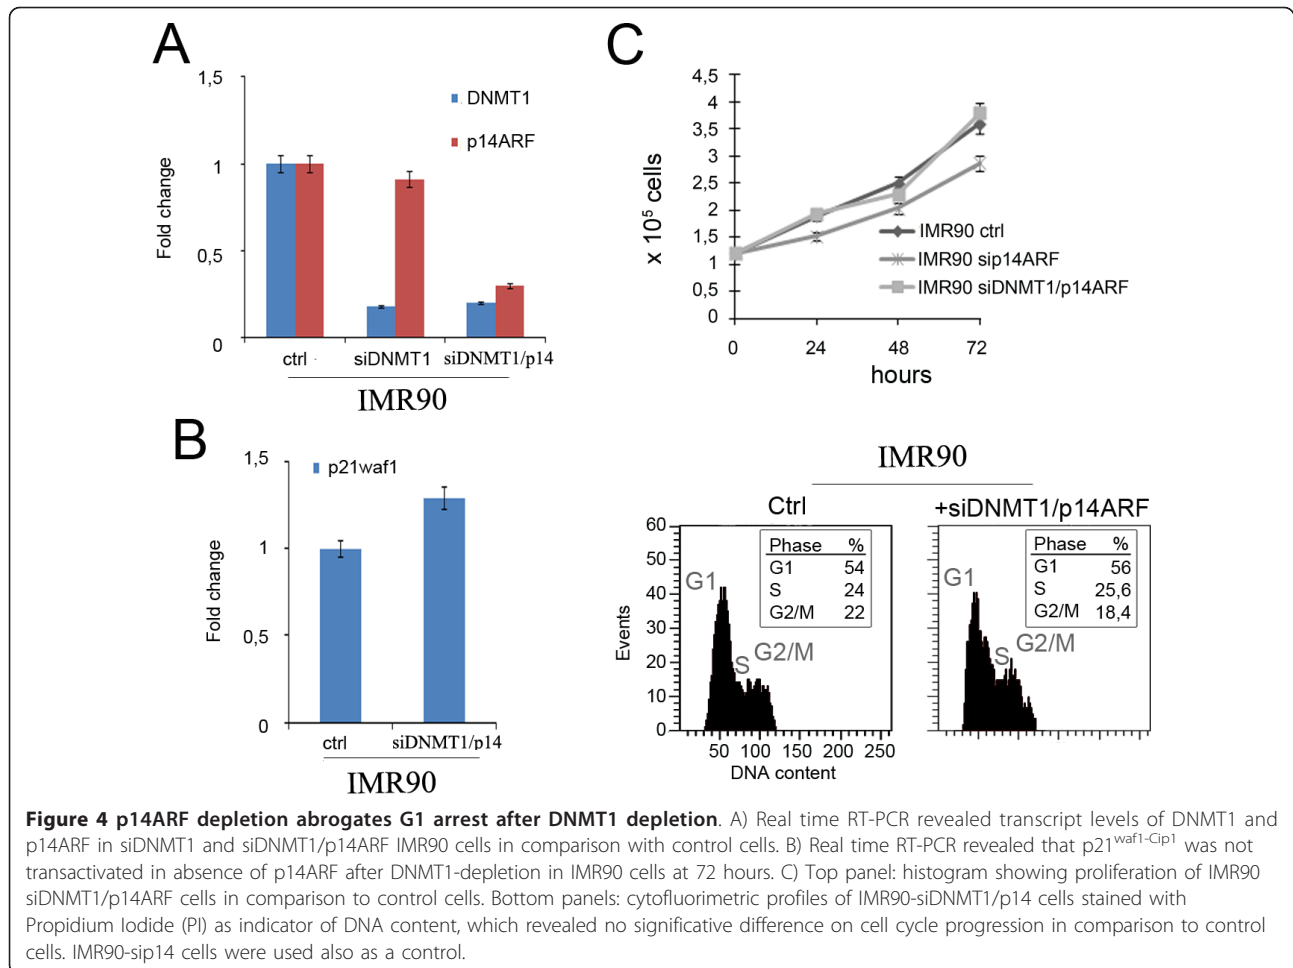 A
1,5
1
0,5
0
Fold change
DNMT1
p14ARF
ctrl
siDNMT1
siDNMT1/p14
IMR90
B
1,5
1
0,5
0
Fold change
p21waf1
ctrl
siDNMT1/p14
IMR90
C
4,5
4
3,5
3
2,5
2
1,5
1
0,5
0
x 10⁵ cells
IMR90 ctrl
IMR90 sip14ARF
IMR90 siDNMT1/p14ARF
0 24 48 72
hours
IMR90
Ctrl
60
50
40
30
20
10
0
Events
G1
S
G2/M
Phase %
G1 54
S 24
G2/M 22
50 100 150 200 250
DNA content
+siDNMT1/p14ARF
G1
S
G2/M
Phase %
G1 56
S 25,6
G2/M 18,4
Figure 4 p14ARF depletion abrogates G1 arrest after DNMT1 depletion. A) Real time RT-PCR revealed transcript levels of DNMT1 and
p14ARF in siDNMT1 and siDNMT1/p14ARF IMR90 cells in comparison with control cells. B) Real time RT-PCR revealed that p21waf1-Cip1 was not
transactivated in absence of p14ARF after DNMT1-depletion in IMR90 cells at 72 hours. C) Top panel: histogram showing proliferation of IMR90
siDNMT1/p14ARF cells in comparison to control cells. Bottom panels: cytofluorimetric profiles of IMR90-siDNMT1/p14 cells stained with
Propidium Iodide (PI) as indicator of DNA content, which revealed no significative difference on cell cycle progression in comparison to control
cells. IMR90-sip14 cells were used also as a control.